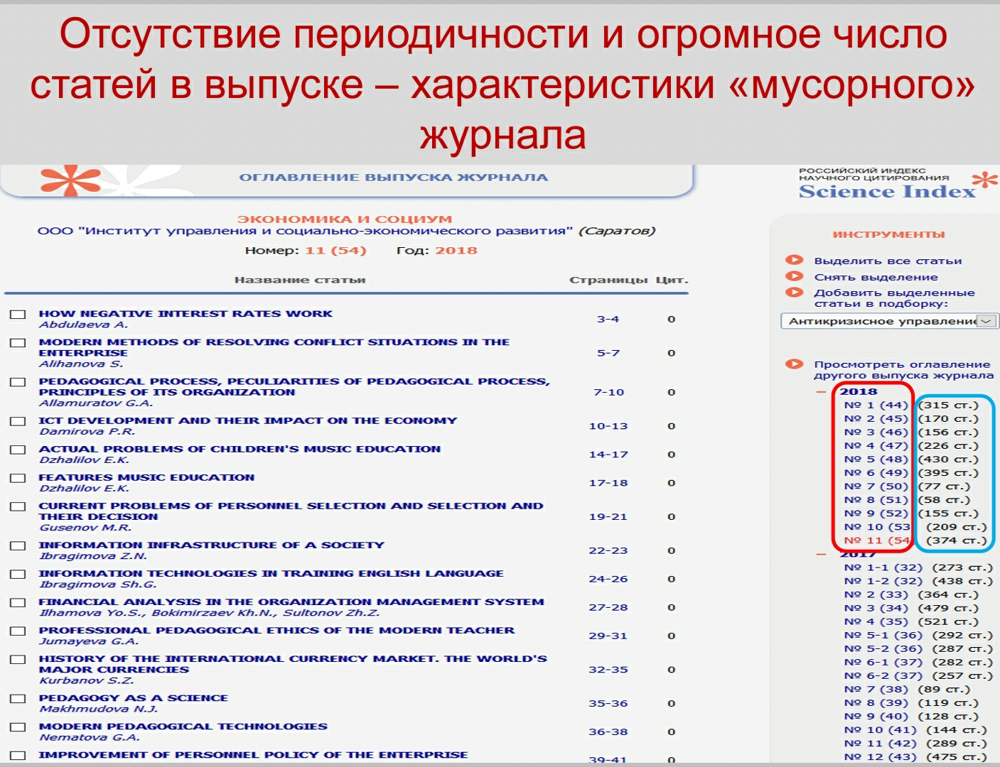 Отсутствие периодичности и огромное число
статей в выпуске – характеристики «мусорного»
журнала
ОГЛАВЛЕНИЕ ВЫПУСКА ЖУРНАЛА
ЭКОНОМИКА И СОЦИУМ
ООО "Институт управления и социально-экономического развития" (Саратов)
Номер: 11 (54) Год: 2018
Название статьи Страницы Цит.
HOW NEGATIVE INTEREST RATES WORK
Abdulaeva A.
3-4 0
MODERN METHODS OF RESOLVING CONFLICT SITUATIONS IN THE
ENTERPRISE
Alihanova S.
5-7 0
PEDAGOGICAL PROCESS, PECULIARITIES OF PEDAGOGICAL PROCESS,
PRINCIPLES OF ITS ORGANIZATION
Allamuratov G.A.
7-10 0
ICT DEVELOPMENT AND THEIR IMPACT ON THE ECONOMY
Damirova P.R.
10-13 0
ACTUAL PROBLEMS OF CHILDREN'S MUSIC EDUCATION
Dzhalilov E.K.
14-17 0
FEATURES MUSIC EDUCATION
Dzhalilov E.K.
17-18 0
CURRENT PROBLEMS OF PERSONNEL SELECTION AND SELECTION AND
THEIR DECISION
Gusenov M.R.
19-21 0
INFORMATION INFRASTRUCTURE OF A SOCIETY
Ibragimova Z.N.
22-23 0
INFORMATION TECHNOLOGIES IN TRAINING ENGLISH LANGUAGE
Ibragimova Sh.G.
24-26 0
FINANCIAL ANALYSIS IN THE ORGANIZATION MANAGEMENT SYSTEM
Ilhamova Yo.S., Bokimirzaev Kh.N., Sultonov Zh.Z.
27-28 0
PROFESSIONAL PEDAGOGICAL ETHICS OF THE MODERN TEACHER
Jumayeva G.A.
29-31 0
HISTORY OF THE INTERNATIONAL CURRENCY MARKET. THE WORLD'S
MAJOR CURRENCIES
Kurbanov S.Z.
32-35 0
PEDAGOGY AS A SCIENCE
Makhmudova N.J.
35-36 0
MODERN PEDAGOGICAL TECHNOLOGIES
Nematova G.A.
36-38 0
IMPROVEMENT OF PERSONNEL POLICY OF THE ENTERPRISE
39-41 0
РОССИЙСКИЙ ИНДЕКС
НАУЧНОГО ЦИТИРОВАНИЯ
Science Index
ИНСТРУМЕНТЫ
Выделить все статьи
Снять выделение
Добавить выделенные
статьи в подборку:
Антикризисное управление
Просмотреть оглавление
другого выпуска журнала
2018
№ 1 (44) (315 ст.)
№ 2 (45) (170 ст.)
№ 3 (46) (156 ст.)
№ 4 (47) (226 ст.)
№ 5 (48) (430 ст.)
№ 6 (49) (395 ст.)
№ 7 (50) (77 ст.)
№ 8 (51) (58 ст.)
№ 9 (52) (155 ст.)
№ 10 (53 (209 ст.)
№ 11 (54 (374 ст.)
2017
№ 1-1 (32) (273 ст.)
№ 1-2 (32) (438 ст.)
№ 2 (33) (364 ст.)
№ 3 (34) (479 ст.)
№ 4 (35) (521 ст.)
№ 5-1 (36) (292 ст.)
№ 5-2 (36) (287 ст.)
№ 6-1 (37) (282 ст.)
№ 6-2 (37) (257 ст.)
№ 7 (38) (89 ст.)
№ 8 (39) (119 ст.)
№ 9 (40) (128 ст.)
№ 10 (41) (144 ст.)
№ 11 (42) (289 ст.)
№ 12 (43) (475 ст.)